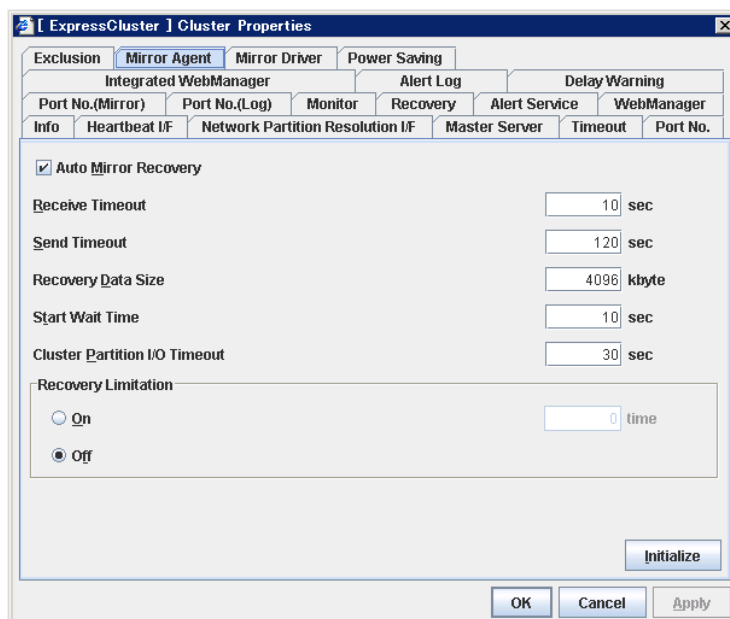 [ ExpressCluster ] Cluster Properties
Exclusion Mirror Agent Mirror Driver Power Saving
Integrated WebManager Alert Log Delay Warning
Port No.(Mirror) Port No.(Log) Monitor Recovery Alert Service WebManager
Info Heartbeat I/F Network Partition Resolution I/F Master Server Timeout Port No.
Auto Mirror Recovery
Receive Timeout 10 sec
Send Timeout 120 sec
Recovery Data Size 4096 kbyte
Start Wait Time 10 sec
Cluster Partition I/O Timeout 30 sec
Recovery Limitation
On 0 time
Off
Initialize
OK Cancel Apply